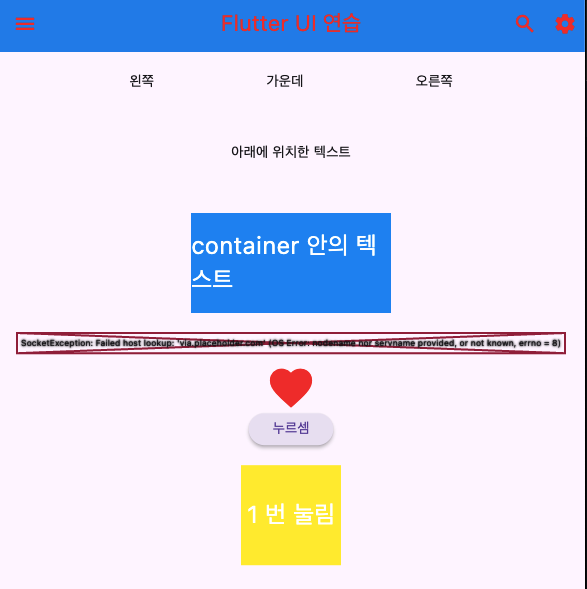 Flutter UI 연습
왼쪽 가운데 오른쪽
아래에 위치한 텍스트
container 안의 텍
스트
SocketException: Failed host lookup: 'via.placeholder.com' (OS Error: nodename nor servname provided, or not known, errno = 8)
누르셈
1 번 눌림